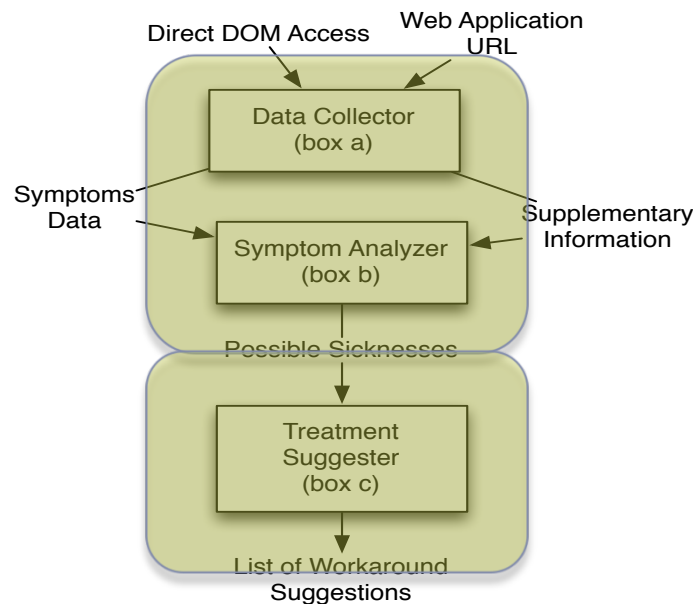 Direct DOM Access
Web Application
URL
Data Collector
(box a)
Symptoms
Data
Supplementary
Information
Symptom Analyzer
(box b)
Possible Sicknesses
Treatment
Suggester
(box c)
List of Workaround
Suggestions